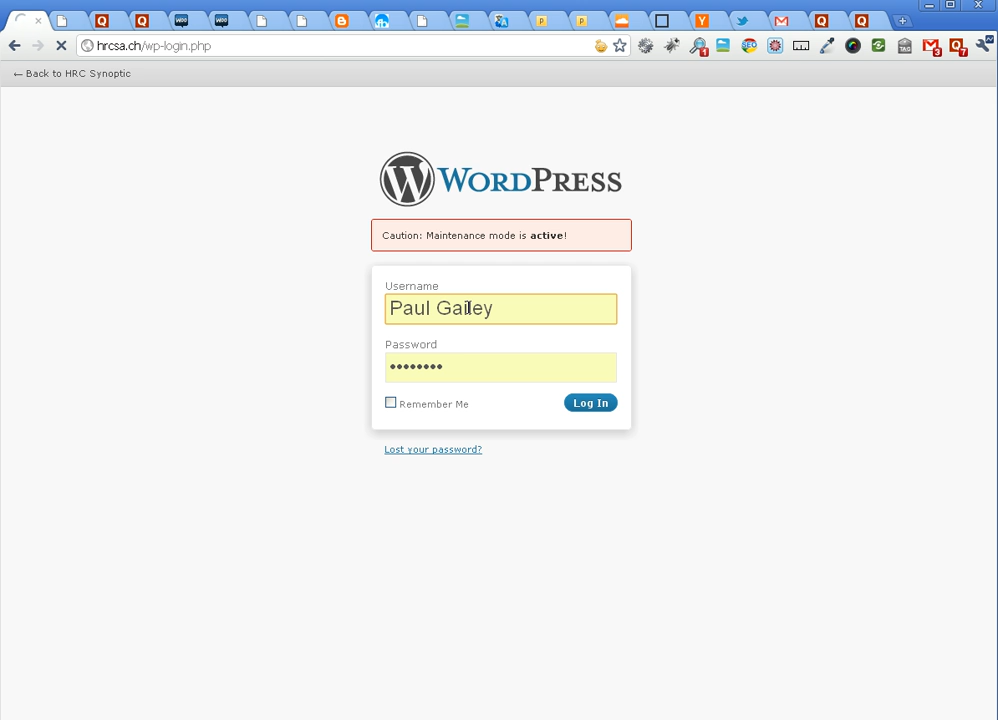 hrcsa.ch/wp-login.php
← Back to HRC Synoptic
WORDPRESS
Caution: Maintenance mode is active!
Username
Paul Gailey
Password
Remember Me
Log In
Lost your password?